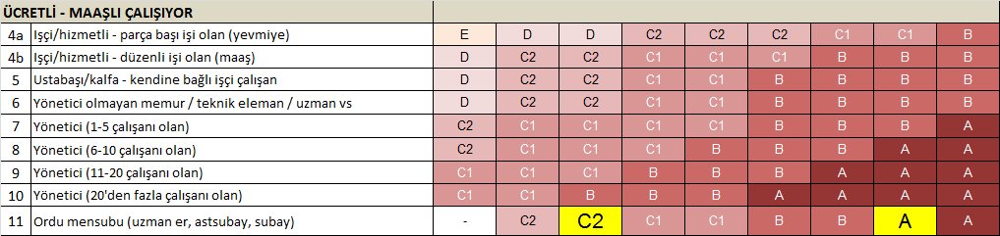 ÜCRETLİ - MAAŞLI ÇALIŞIYOR
4a İşçi/hizmetli - parça başı işi olan (yevmiye) E D D C2 C2 C2 C1 C1 B
4b İşçi/hizmetli - düzenli işi olan (maaş) D C2 C2 C1 C1 C1 B B B
5 Ustabaşı/kalfa - kendine bağlı işçi çalışan D C2 C2 C1 C1 B B B B
6 Yönetici olmayan memur / teknik eleman / uzman vs D C2 C2 C1 C1 B B B B
7 Yönetici (1-5 çalışanı olan) C2 C1 C1 C1 C1 B B B A
8 Yönetici (6-10 çalışanı olan) C2 C1 C1 C1 B B B A A
9 Yönetici (11-20 çalışanı olan) C1 C1 C1 B B B A A A
10 Yönetici (20'den fazla çalışanı olan) C1 C1 B B B A A A A
11 Ordu mensubu (uzman er, astsubay, subay) - C2 C2 C1 C1 B B A A